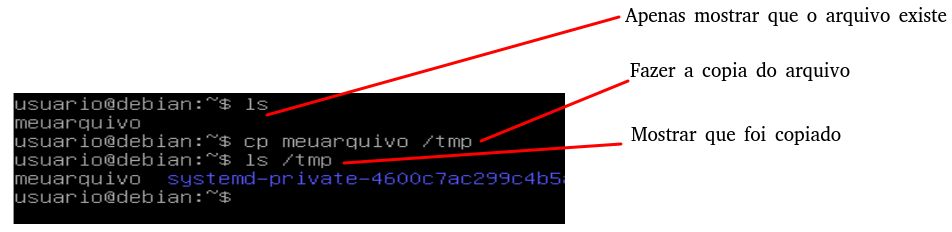 Apenas mostrar que o arquivo existe
Fazer a copia do arquivo
Mostrar que foi copiado
usuario@debian:~$ ls
meuarquivo
usuario@debian:~$ cp meuarquivo /tmp
usuario@debian:~$ ls /tmp
meuarquivo systemd-private-4600c7ac299c4b5
usuario@debian:~$